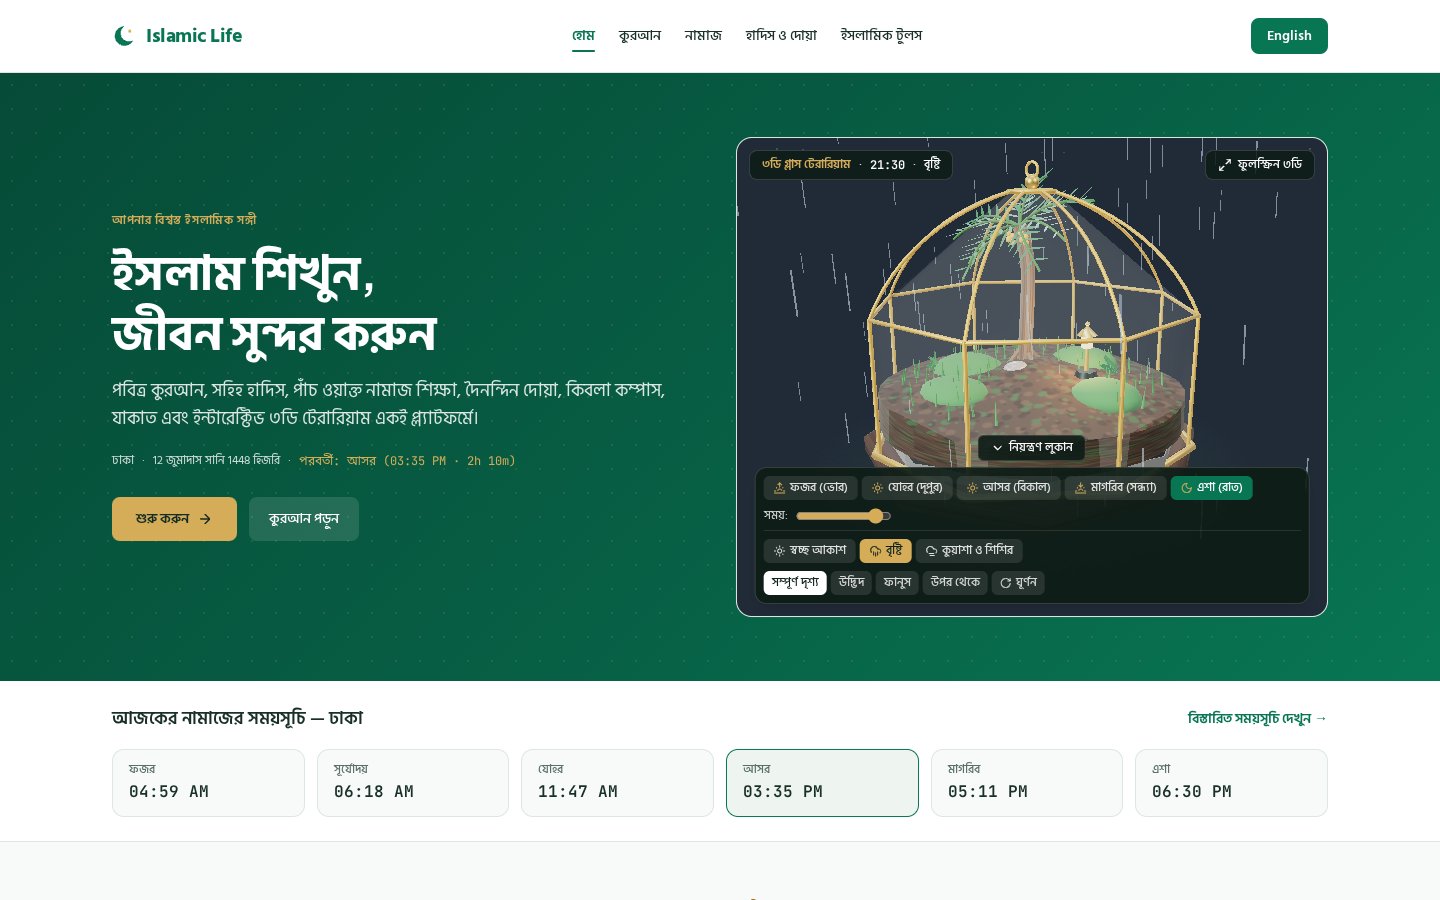 Islamic Life
হোম
কুরআন
নামাজ
হাদিস ও দোয়া
ইসলামিক টুলস
English
আপনার বিশ্বস্ত ইসলামিক সঙ্গী
ইসলাম শিখুন,
জীবন সুন্দর করুন
পবিত্র কুরআন, সহিহ হাদিস, পাঁচ ওয়াক্ত নামাজ শিক্ষা, দৈনন্দিন দোয়া, কিবলা কম্পাস,
যাকাত এবং ইন্টারেক্টিভ ৩ডি টেরারিয়াম একই প্ল্যাটফর্মে।
ঢাকা · 12 জুমাদাস সানি 1448 হিজরি · পরবর্তী: আসর (03:35 PM · 2h 10m)
শুরু করুন →
কুরআন পড়ুন
৩ডি গ্লাস টেরারিয়াম · 21:30 · বৃষ্টি
ফুলস্ক্রিন ৩ডি
নিয়ন্ত্রণ লুকান
ফজর (ভোর)
যোহর (দুপুর)
আসর (বিকাল)
মাগরিব (সন্ধ্যা)
এশা (রাত)
সময়:
স্বচ্ছ আকাশ
বৃষ্টি
কুয়াশা ও শিশির
সম্পূর্ণ দৃশ্য
উদ্ভিদ
ফানুস
উপর থেকে
ঘূর্ণন
আজকের নামাজের সময়সূচি — ঢাকা
বিস্তারিত সময়সূচি দেখুন →
ফজর
04:59 AM
সূর্যোদয়
06:18 AM
যোহর
11:47 AM
আসর
03:35 PM
মাগরিব
05:11 PM
এশা
06:30 PM